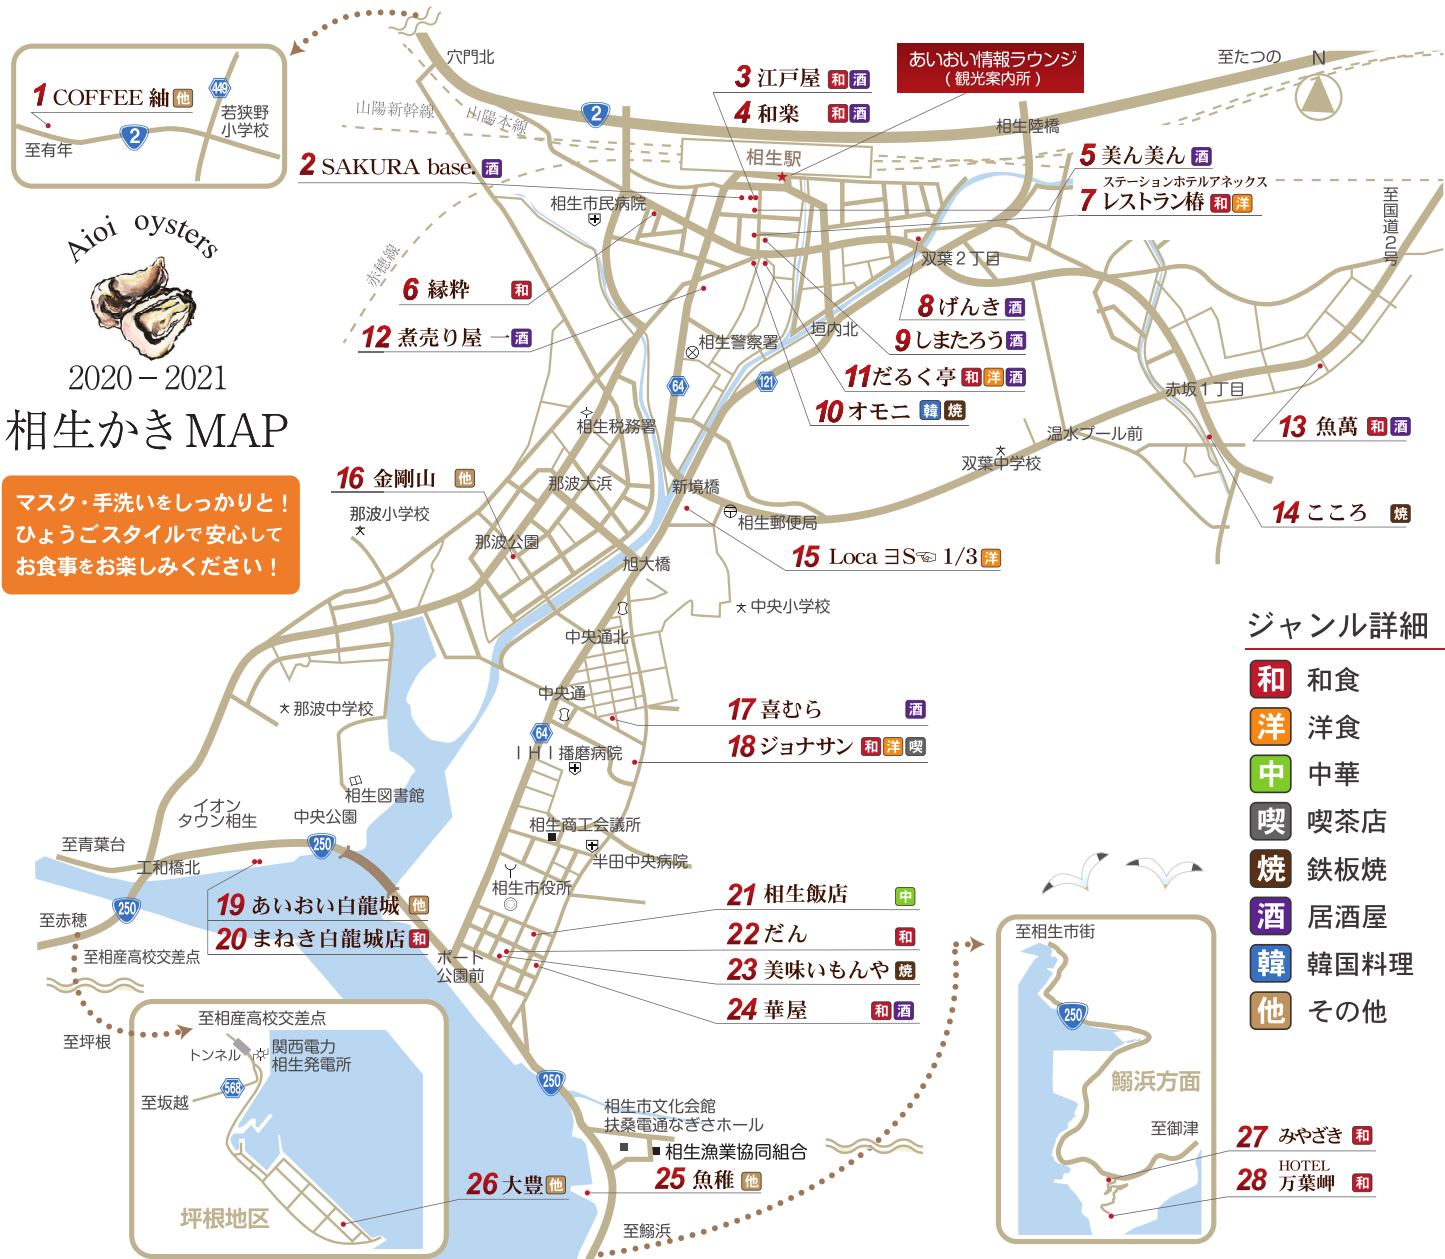 穴門北
あいおい情報ラウンジ
(観光案内所)
至たつの
N
1 COFFEE 紬 他
449
若狭野
小学校
2
至有年
3 江戸屋 和 酒
4 和楽 和 酒
山陽新幹線
山陽本線
2
相生陸橋
相生駅
2 SAKURA base. 酒
5 美ん美ん 酒
ステーションホテルアネックス
7 レストラン椿 和 洋
至国道2号
相生市民病院
Aioi oysters
2020－2021
相生かきMAP
赤穂線
双葉2丁目
6 縁粋 和
8 げんき 酒
12 煮売り屋 一 酒
相生警察署
垣内北
9 しまたろう 酒
64
121
11 だるく亭 和 洋 酒
10 オモニ 韓 焼
赤坂1丁目
13 魚萬 和 酒
相生税務署
温水プール前
双葉中学校
マスク・手洗いをしっかりと！
ひょうごスタイルで安心して
お食事をお楽しみください！
16 金剛山 他
那波大浜
新境橋
那波小学校
相生郵便局
14 こころ 焼
那波公園
旭大橋
15 Loca ヨS☜ 1/3 洋
中央小学校
中央通北
ジャンル詳細
和 和食
洋 洋食
中 中華
喫 喫茶店
焼 鉄板焼
酒 居酒屋
韓 韓国料理
他 その他
中央通
那波中学校
17 喜むら 酒
64
18 ジョナサン 和 洋 喫
IHI播磨病院
相生図書館
イオン
タウン相生
中央公園
相生商工会議所
至青葉台
250
工和橋北
半田中央病院
相生市役所
250
至赤穂
19 あいおい白龍城 他
20 まねき白龍城店 和
21 相生飯店 中
22 だん 和
23 美味いもんや 焼
24 華屋 和 酒
至相産高校交差点
ポート
公園前
至坪根
至相産高校交差点
トンネル
関西電力
相生発電所
568
至坂越
坪根地区
26 大豊 他
250
相生市文化会館
扶桑電通なぎさホール
相生漁業協同組合
25 魚稚 他
至鰯浜
至相生市街
250
鰯浜方面
至御津
27 みやざき 和
HOTEL
28 万葉岬 和